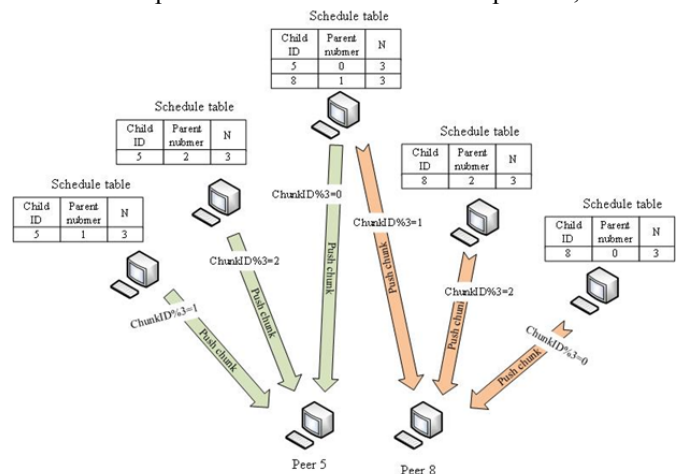 Schedule table
Child ID Parent nubmer N
5 0 3
8 1 3
Schedule table
Child ID Parent nubmer N
5 2 3
Schedule table
Child ID Parent nubmer N
8 2 3
Schedule table
Child ID Parent nubmer N
5 1 3
Schedule table
Child ID Parent nubmer N
8 0 3
ChunkID%3=0
ChunkID%3=1
ChunkID%3=2
ChunkID%3=2
ChunkID%3=1
ChunkID%3=0
Push chunk
Push chunk
Push chunk
Push chunk
Push chunk
Push chunk
Peer 5
Peer 8